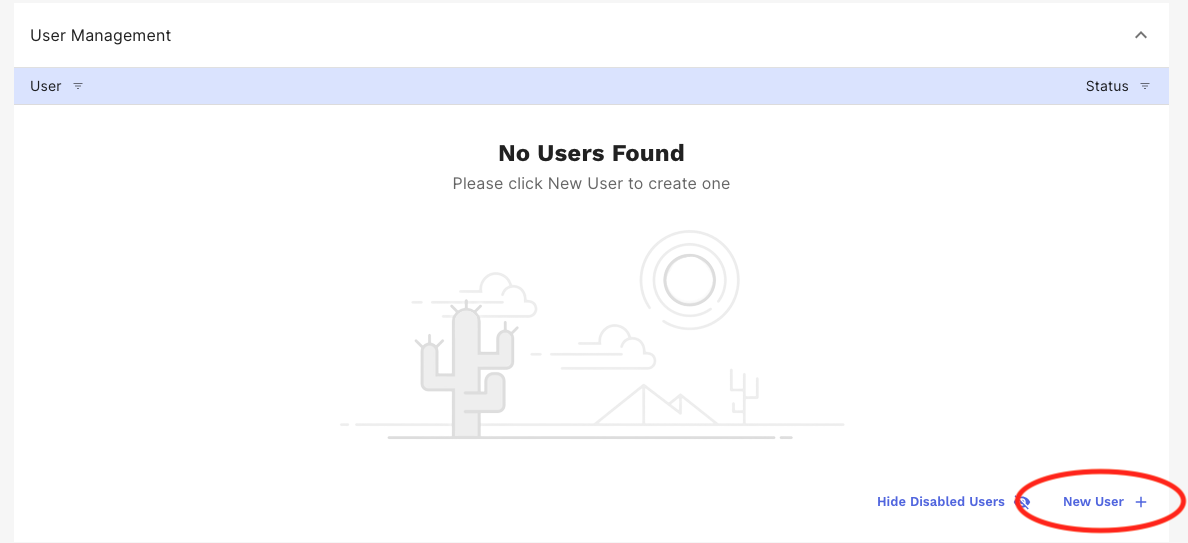 User Management
User
Status
No Users Found
Please click New User to create one
Hide Disabled Users
New User +